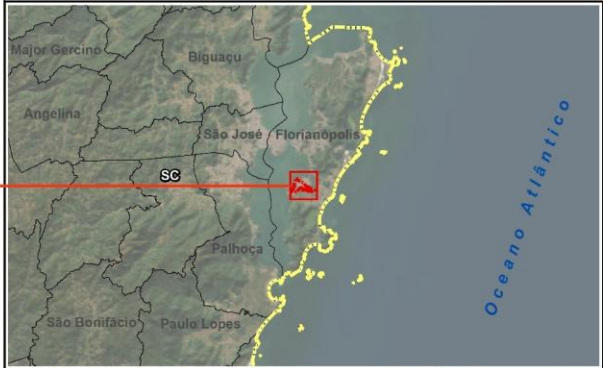 Major Gercino
Biguaçu
Angelina
São José
Florianópolis
SC
Palhoça
São Bonifácio
Paulo Lopes
Oceano Atlântico